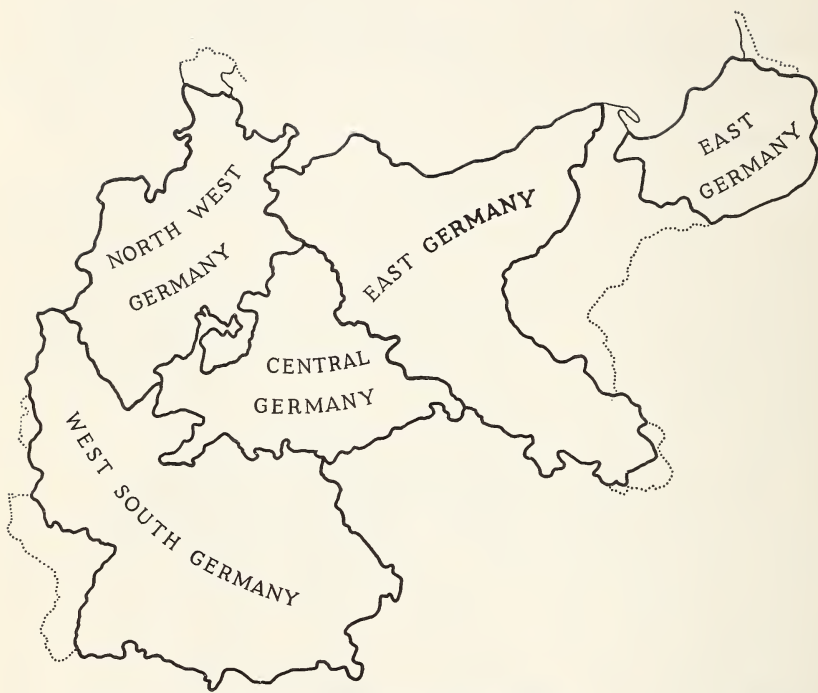 NORTH WEST
GERMANY
EAST GERMANY
EAST
GERMANY
CENTRAL
GERMANY
WEST SOUTH GERMANY